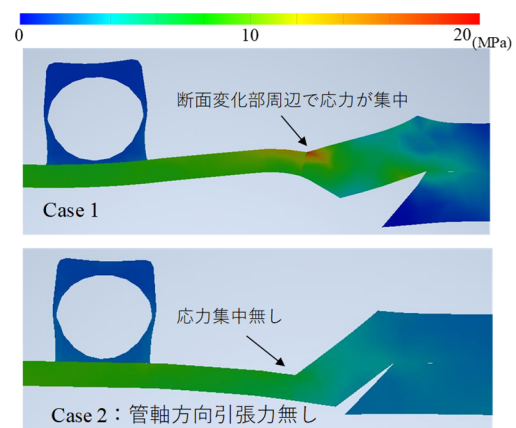 0 10 20 (MPa)
断面変化部周辺で応力が集中
Case 1
応力集中無し
Case 2：管軸方向引張力無し